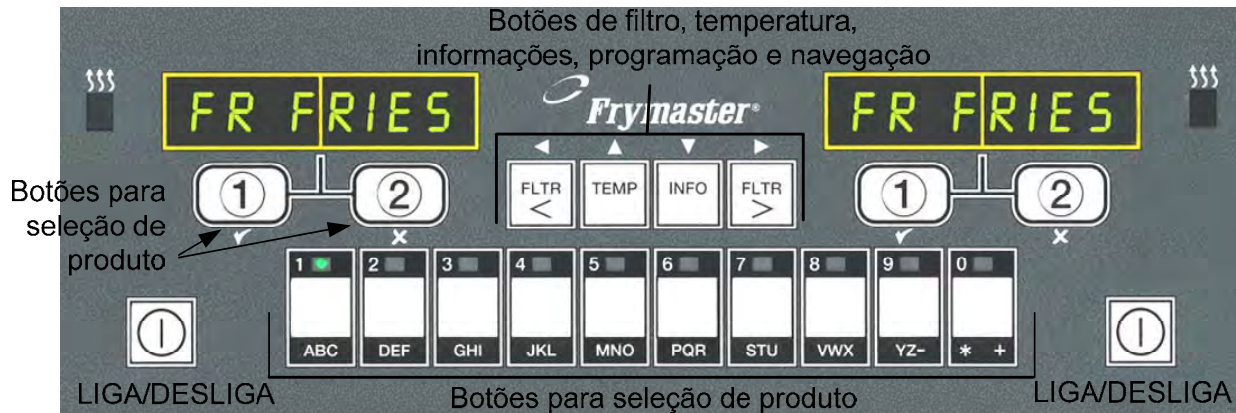 Botões de filtro, temperatura,
informações, programação e navegação
FR FRIES
Frymaster®
FR FRIES
1 2
FLTR < TEMP INFO FLTR >
1 2
Botões para
seleção de
produto
1 2 3 4 5 6 7 8 9 0
ABC DEF GHI JKL MNO PQR STU VWX YZ- * +
LIGA/DESLIGA
Botões para seleção de produto
LIGA/DESLIGA